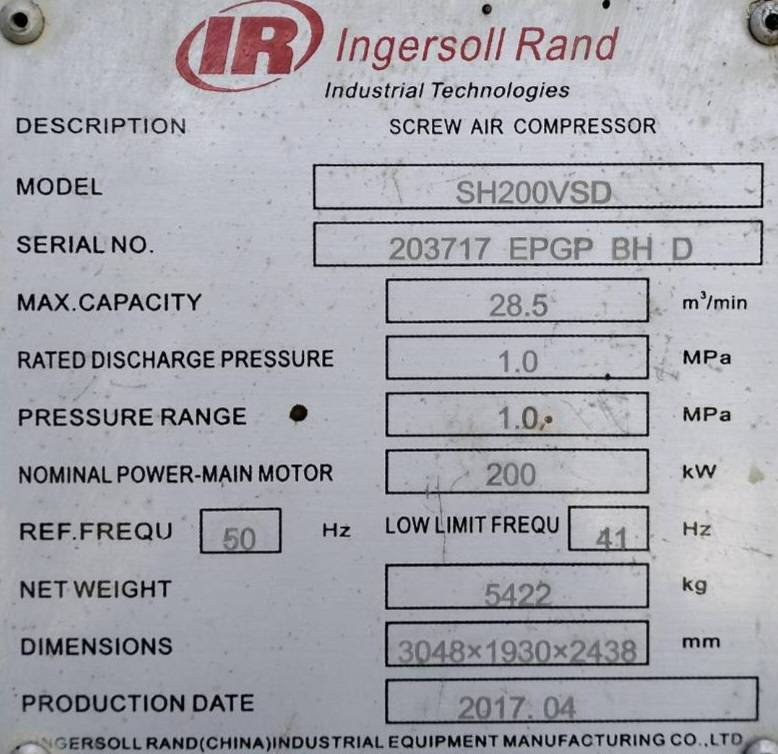 IR Ingersoll Rand
Industrial Technologies
DESCRIPTION SCREW AIR COMPRESSOR
MODEL SH200VSD
SERIAL NO. 203717 EPGP BH D
MAX.CAPACITY 28.5 m³/min
RATED DISCHARGE PRESSURE 1.0 MPa
PRESSURE RANGE 1.0 MPa
NOMINAL POWER-MAIN MOTOR 200 kW
REF.FREQU 50 Hz LOW LIMIT FREQU 41 Hz
NET WEIGHT 5422 kg
DIMENSIONS 3048×1930×2438 mm
PRODUCTION DATE 2017. 04
INGERSOLL RAND(CHINA)INDUSTRIAL EQUIPMENT MANUFACTURING CO.,LTD